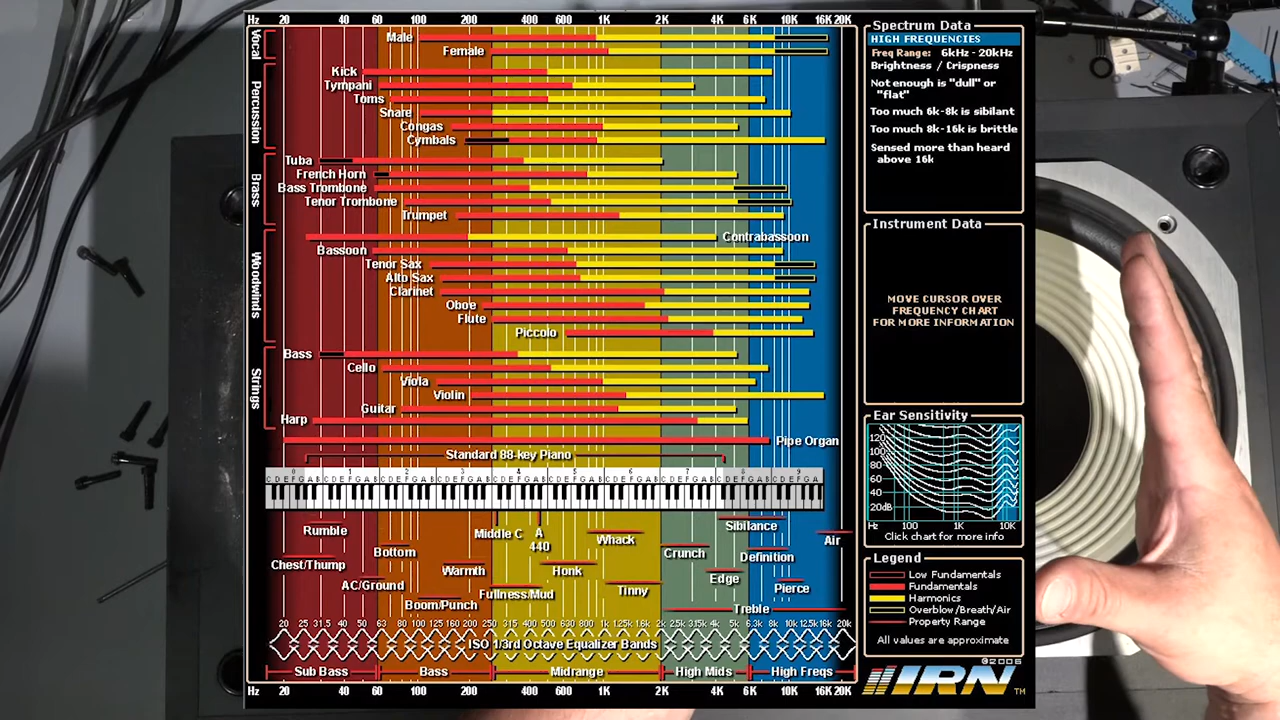 Hz 20 40 60 100 200 400 600 1K 2K 4K 6K 10K 16K 20K
Vocal
Male
Female
Percussion
Kick
Tympani
Toms
Snare
Congas
Cymbals
Brass
Tuba
French Horn
Bass Trombone
Tenor Trombone
Trumpet
Woodwinds
Contrabassoon
Bassoon
Tenor Sax
Alto Sax
Clarinet
Oboe
Flute
Piccolo
Strings
Bass
Cello
Viola
Violin
Guitar
Harp
Pipe Organ
Standard 88-key Piano
0 1 2 3 4 5 6 7 8 9
C D E F G A B C D E F G A B C D E F G A B C D E F G A B C D E F G A B C D E F G A B C D E F G A B C D E F G A B C D E F G A B C D E F G A B
Rumble
Chest/Thump
Bottom
AC/Ground
Warmth
Boom/Punch
Middle C
A
440
Honk
Fullness/Mud
Whack
Tinny
Crunch
Edge
Sibilance
Definition
Pierce
Air
Treble
20 25 31.5 40 50 63 80 100 125 160 200 250 315 400 500 630 800 1k 1.25k 1.6k 2k 2.5k 3.15k 4k 5k 6.3k 8k 10k 12.5k 16k 20k
ISO 1/3rd Octave Equalizer Bands
Sub Bass Bass Midrange High Mids High Freqs
Hz 20 40 60 100 200 400 600 1K 2K 4K 6K 10K 16K 20K
Spectrum Data
HIGH FREQUENCIES
Freq Range: 6kHz - 20kHz
Brightness / Crispness
Not enough is "dull" or
"flat"
Too much 6k-8k is sibilant
Too much 8k-16k is brittle
Sensed more than heard
above 16k
Instrument Data
MOVE CURSOR OVER
FREQUENCY CHART
FOR MORE INFORMATION
Ear Sensitivity
120
100
80
60
40
20dB
Hz 100 1K 10K
Click chart for more info
Legend
Low Fundamentals
Fundamentals
Harmonics
Overblow/Breath/Air
Property Range
All values are approximate
©2006
IRN™